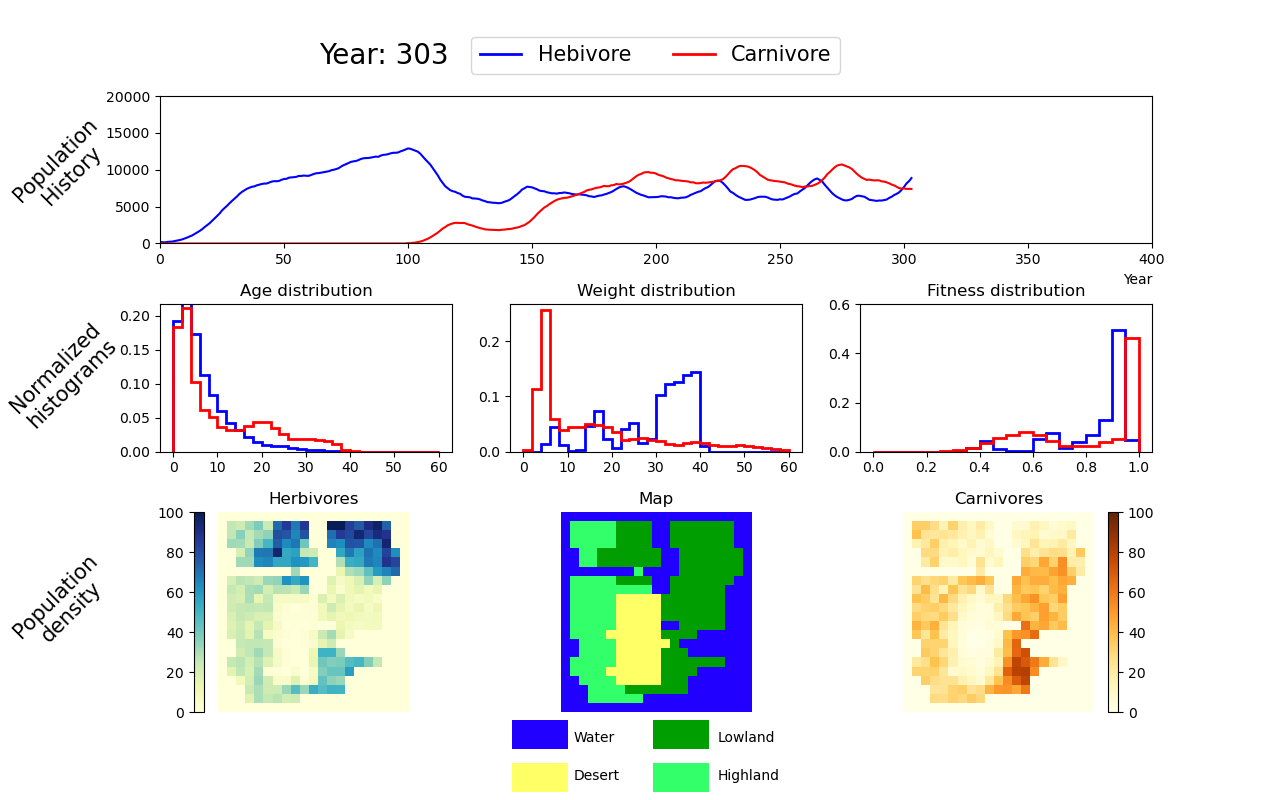 Year: 303
Hebivore
Carnivore
Population
History
20000
15000
10000
5000
0
0 50 100 150 200 250 300 350 400
Year
Normalized
histograms
Age distribution
0.20
0.15
0.10
0.05
0.00
0 10 20 30 40 50 60
Weight distribution
0.2
0.1
0.0
0 10 20 30 40 50 60
Fitness distribution
0.6
0.4
0.2
0.0
0.0 0.2 0.4 0.6 0.8 1.0
Population
density
Herbivores
100
80
60
40
20
0
Map
Carnivores
100
80
60
40
20
0
Water
Lowland
Desert
Highland